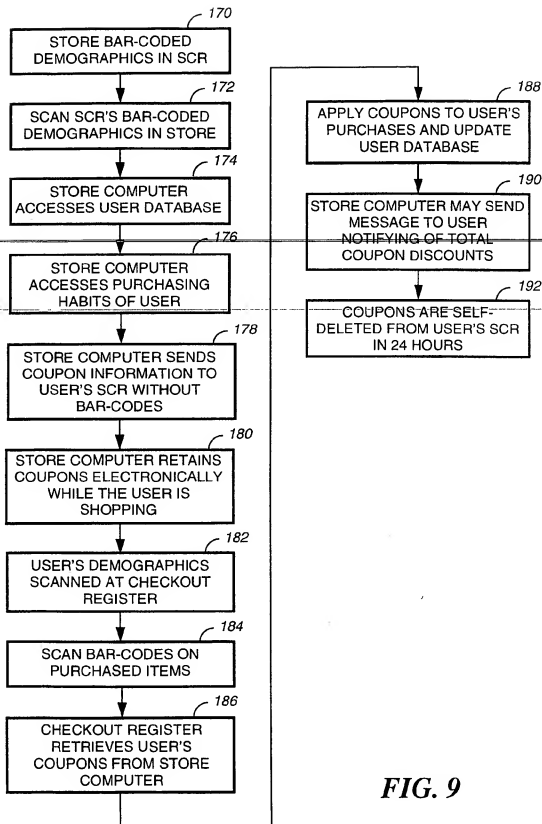 170
STORE BAR-CODED
DEMOGRAPHICS IN SCR
172
SCAN SCR'S BAR-CODED
DEMOGRAPHICS IN STORE
174
STORE COMPUTER
ACCESSES USER DATABASE
176
STORE COMPUTER
ACCESSES PURCHASING
HABITS OF USER
178
STORE COMPUTER SENDS
COUPON INFORMATION TO
USER'S SCR WITHOUT
BAR-CODES
180
STORE COMPUTER RETAINS
COUPONS ELECTRONICALLY
WHILE THE USER IS
SHOPPING
182
USER'S DEMOGRAPHICS
SCANNED AT CHECKOUT
REGISTER
184
SCAN BAR-CODES ON
PURCHASED ITEMS
186
CHECKOUT REGISTER
RETRIEVES USER'S
COUPONS FROM STORE
COMPUTER
188
APPLY COUPONS TO USER'S
PURCHASES AND UPDATE
USER DATABASE
190
STORE COMPUTER MAY SEND
MESSAGE TO USER
NOTIFYING OF TOTAL
COUPON DISCOUNTS
192
COUPONS ARE SELF-
DELETED FROM USER'S SCR
IN 24 HOURS
FIG. 9